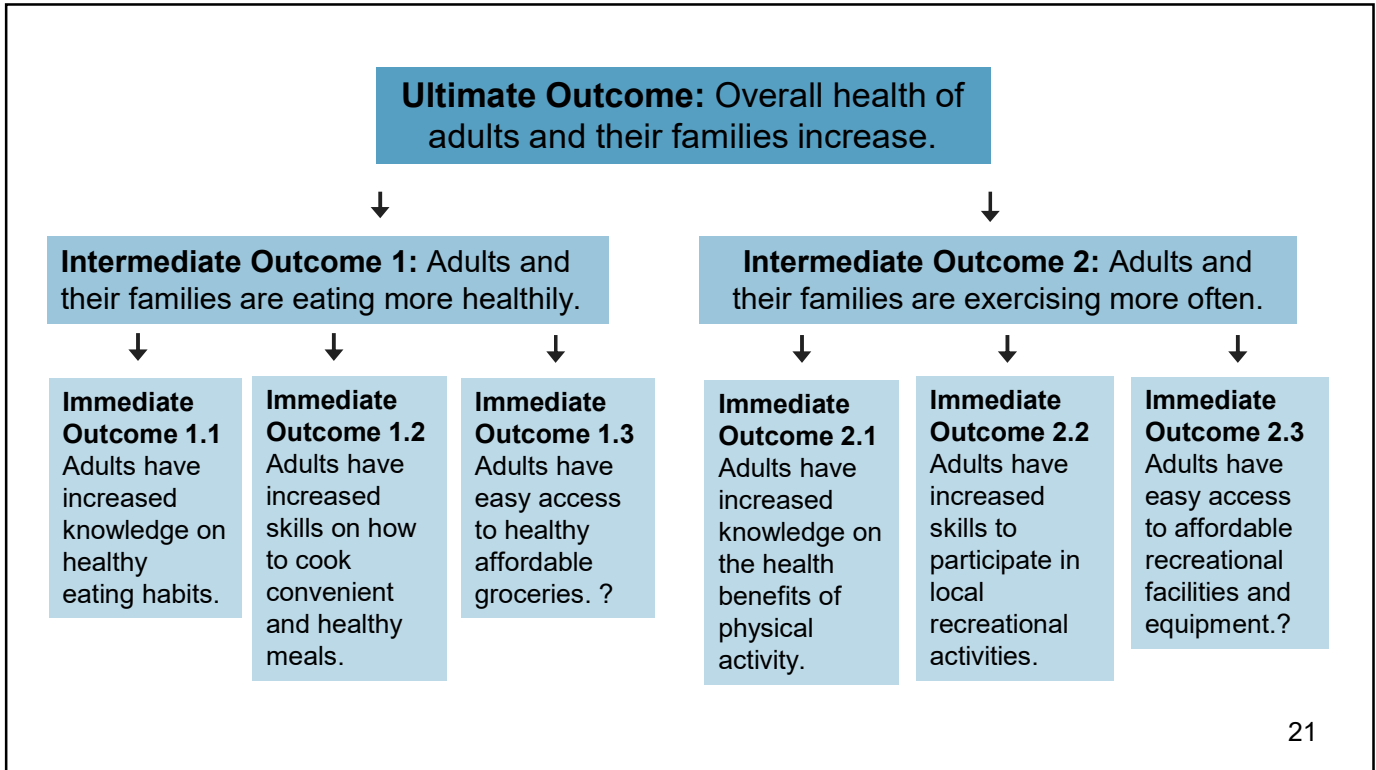 Ultimate Outcome: Overall health of
adults and their families increase.
Intermediate Outcome 1: Adults and
their families are eating more healthily.
Intermediate Outcome 2: Adults and
their families are exercising more often.
Immediate
Outcome 1.1
Adults have
increased
knowledge on
healthy
eating habits.
Immediate
Outcome 1.2
Adults have
increased
skills on how
to cook
convenient
and healthy
meals.
Immediate
Outcome 1.3
Adults have
easy access
to healthy
affordable
groceries. ?
Immediate
Outcome 2.1
Adults have
increased
knowledge on
the health
benefits of
physical
activity.
Immediate
Outcome 2.2
Adults have
increased
skills to
participate in
local
recreational
activities.
Immediate
Outcome 2.3
Adults have
easy access
to affordable
recreational
facilities and
equipment.?
21